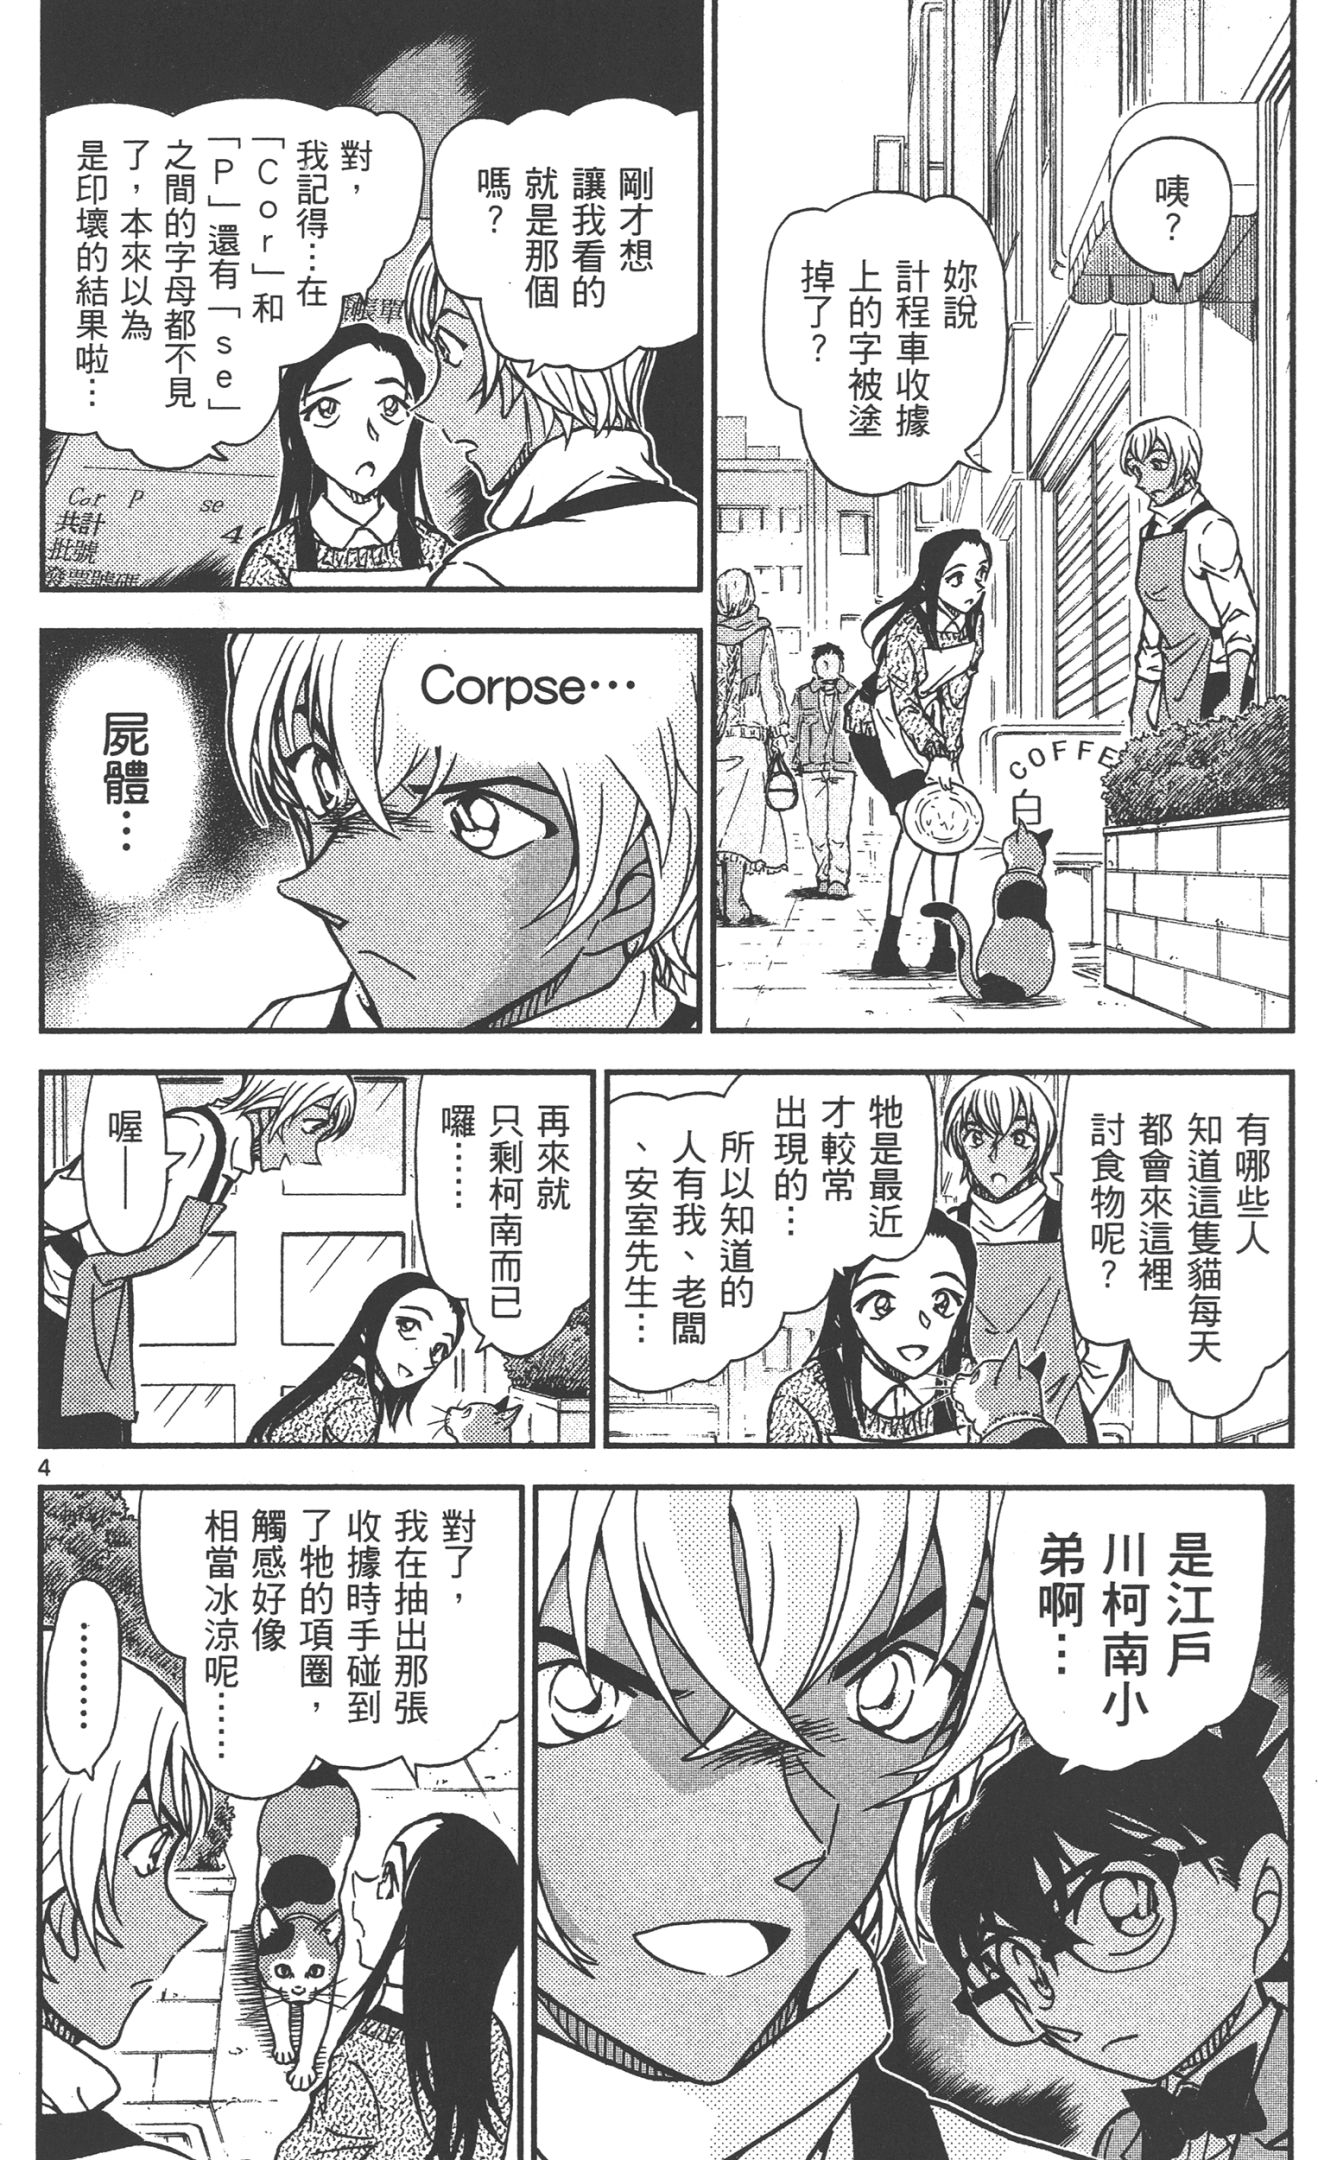 咦？
妳說
計程車收據
上的字被塗
掉了？
COFFE
白
剛才想
讓我看的
就是那個
嗎？
對，
我記得…在
「Cor」和
「P」還有「se」
之間的字母都不見
了，本來以為
是印壞的結果啦…
帳單
Cor P se
4
共計
批號
發票號碼
Corpse…
屍體…
有哪些人
知道這隻貓每天
都會來這裡
討食物呢？
牠是最近
才較常
出現的…
所以知道的
人有我、老闆
、安室先生…
再來就
只剩柯南而已
囉……
喔——
4
是江戶
川柯南小
弟啊…
對了，
我在抽出那張
收據時手碰到
了牠的項圈，
觸感好像
相當冰涼呢……
………